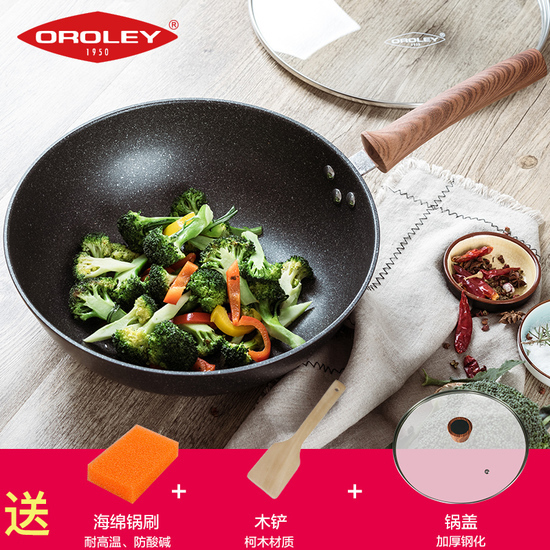 OROLEY®
1950
OROLEY
送
海绵锅刷
耐高温、防酸碱
+
木铲
柯木材质
+
锅盖
加厚钢化